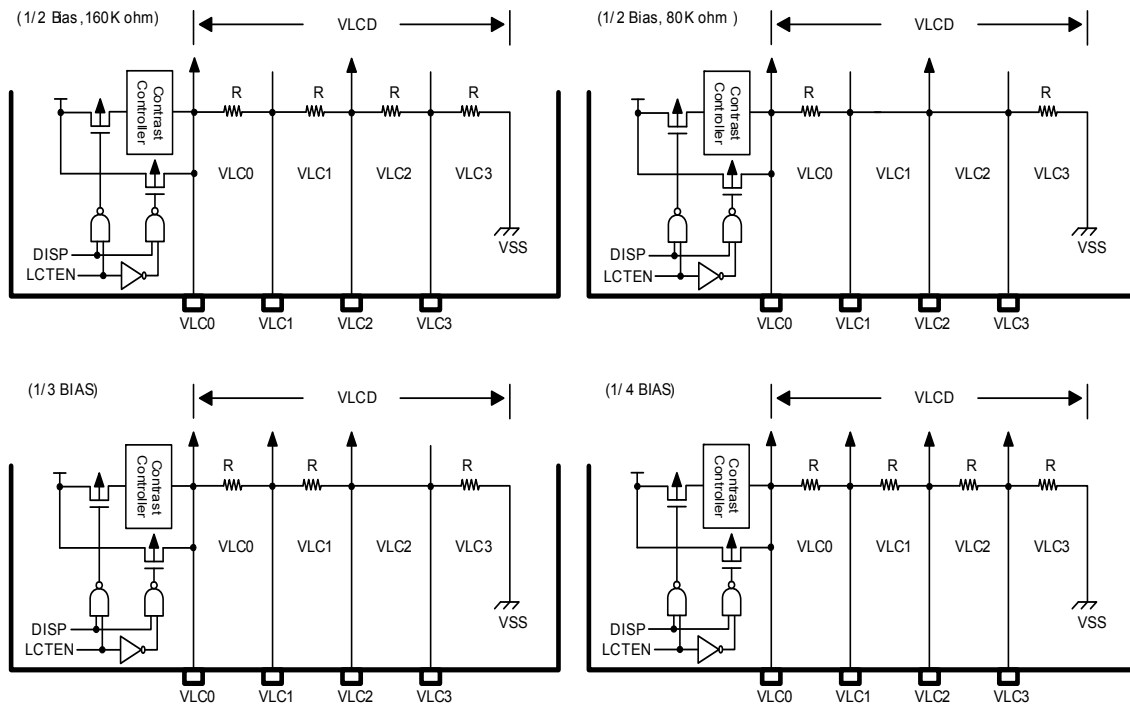 (1/2 Bias, 160K ohm)
VLCD
Contrast Controller
R R R R
VLC0 VLC1 VLC2 VLC3
DISP
LCTEN
VSS
VLC0 VLC1 VLC2 VLC3
(1/2 Bias, 80K ohm )
VLCD
Contrast Controller
R R
VLC0 VLC1 VLC2 VLC3
DISP
LCTEN
VSS
VLC0 VLC1 VLC2 VLC3
(1/3 BIAS)
VLCD
Contrast Controller
R R R
VLC0 VLC1 VLC2 VLC3
DISP
LCTEN
VSS
VLC0 VLC1 VLC2 VLC3
(1/4 BIAS)
VLCD
Contrast Controller
R R R R
VLC0 VLC1 VLC2 VLC3
DISP
LCTEN
VSS
VLC0 VLC1 VLC2 VLC3